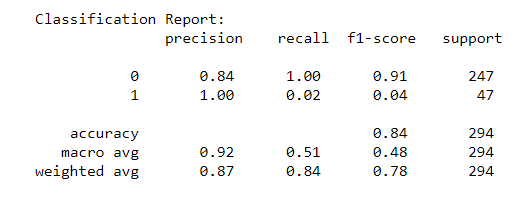 Classification Report:
precision recall f1-score support
0 0.84 1.00 0.91 247
1 1.00 0.02 0.04 47
accuracy 0.84 294
macro avg 0.92 0.51 0.48 294
weighted avg 0.87 0.84 0.78 294